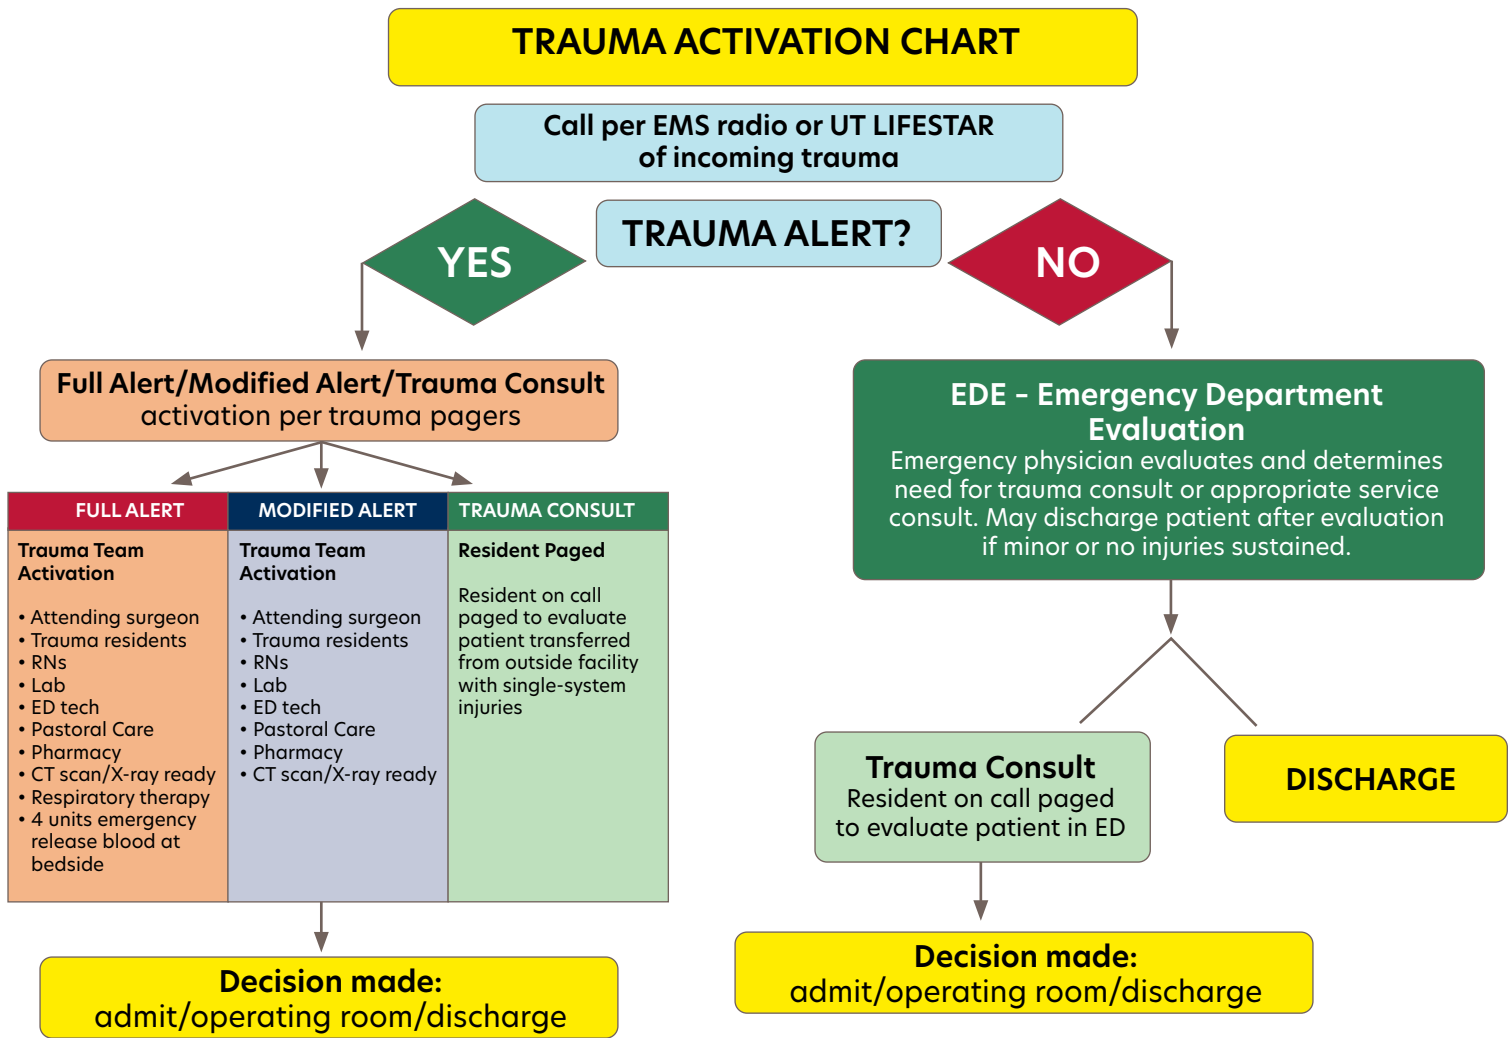 TRAUMA ACTIVATION CHART
Call per EMS radio or UT LIFESTAR
of incoming trauma
TRAUMA ALERT?
YES
NO
Full Alert/Modified Alert/Trauma Consult
activation per trauma pagers
FULL ALERT
Trauma Team
Activation
• Attending surgeon
• Trauma residents
• RNs
• Lab
• ED tech
• Pastoral Care
• Pharmacy
• CT scan/X-ray ready
• Respiratory therapy
• 4 units emergency
release blood at
bedside
MODIFIED ALERT
Trauma Team
Activation
• Attending surgeon
• Trauma residents
• RNs
• Lab
• ED tech
• Pastoral Care
• Pharmacy
• CT scan/X-ray ready
TRAUMA CONSULT
Resident Paged
Resident on call
paged to evaluate
patient transferred
from outside facility
with single-system
injuries
Decision made:
admit/operating room/discharge
EDE – Emergency Department
Evaluation
Emergency physician evaluates and determines
need for trauma consult or appropriate service
consult. May discharge patient after evaluation
if minor or no injuries sustained.
Trauma Consult
Resident on call paged
to evaluate patient in ED
DISCHARGE
Decision made:
admit/operating room/discharge